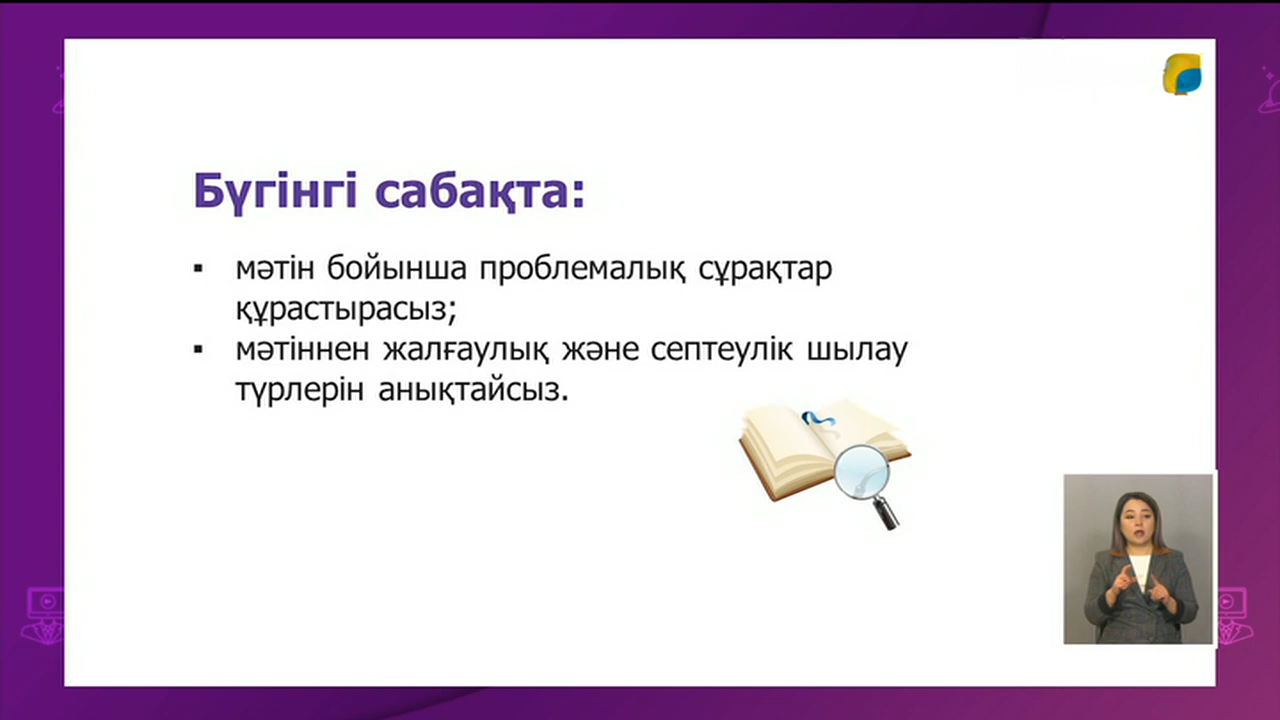 Бүгінгі сабақта:
▪ мәтін бойынша проблемалық сұрақтар
құрастырасыз;
▪ мәтіннен жалғаулық және септеулік шылау
түрлерін анықтайсыз.